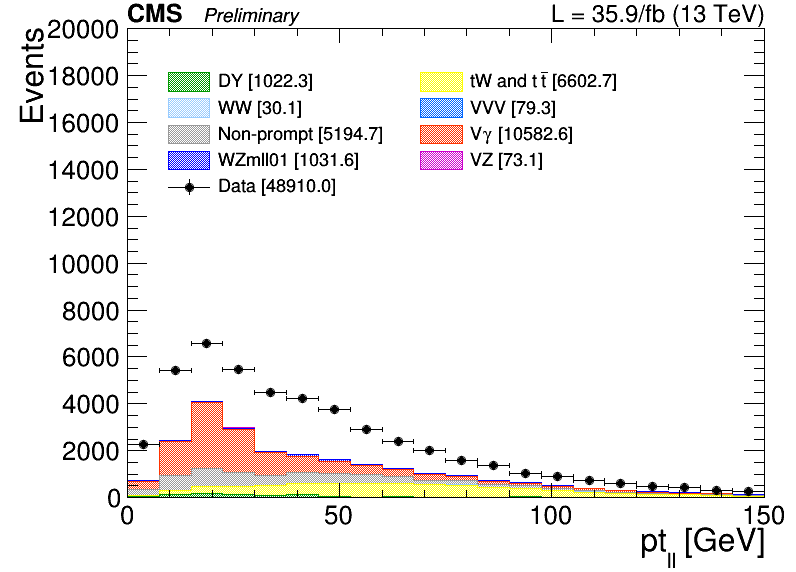 CMS Preliminary L = 35.9/fb (13 TeV)
Events
20000
18000
16000
14000
12000
10000
8000
6000
4000
2000
0
DY [1022.3]
WW [30.1]
Non-prompt [5194.7]
WZmll01 [1031.6]
Data [48910.0]
tW and t t̅ [6602.7]
VVV [79.3]
Vγ [10582.6]
VZ [73.1]
0 50 100 150
pt_ll [GeV]